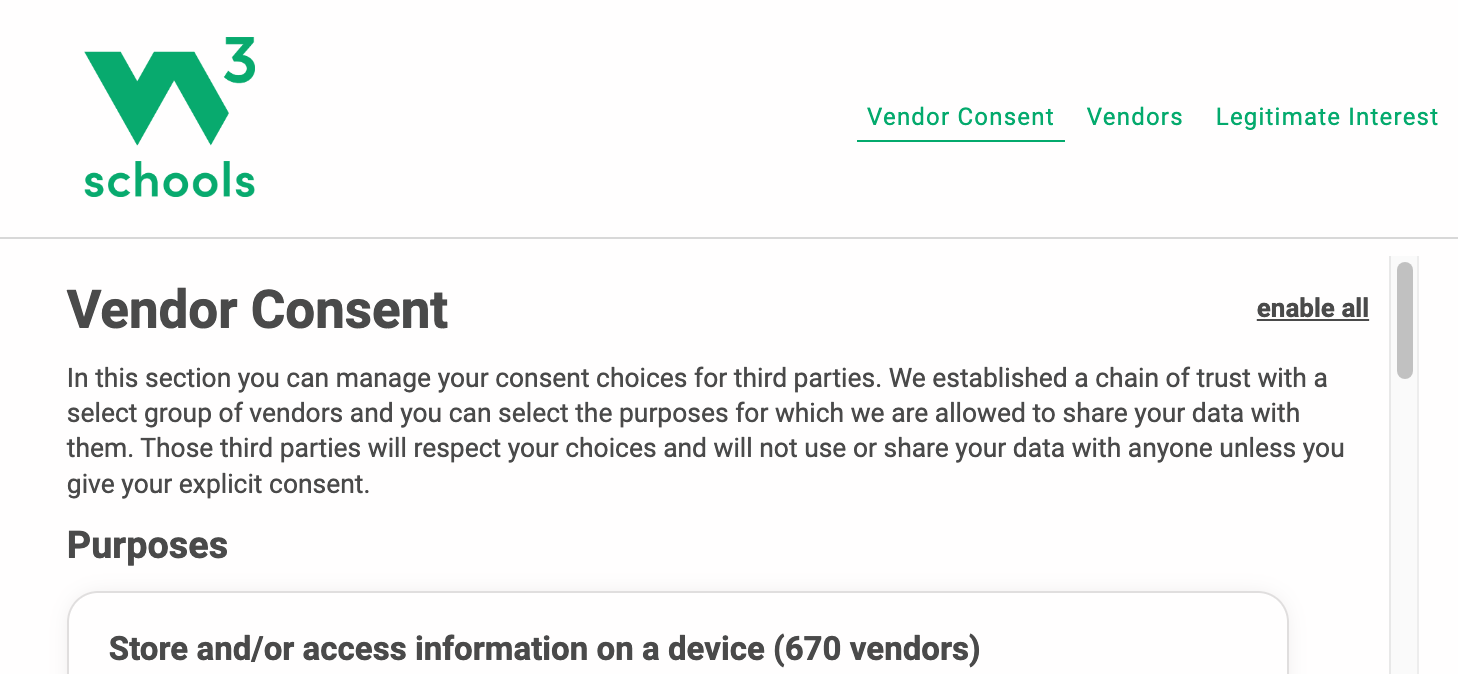 3
schools
Vendor Consent Vendors Legitimate Interest
Vendor Consent
enable all
In this section you can manage your consent choices for third parties. We established a chain of trust with a
select group of vendors and you can select the purposes for which we are allowed to share your data with
them. Those third parties will respect your choices and will not use or share your data with anyone unless you
give your explicit consent.
Purposes
Store and/or access information on a device (670 vendors)